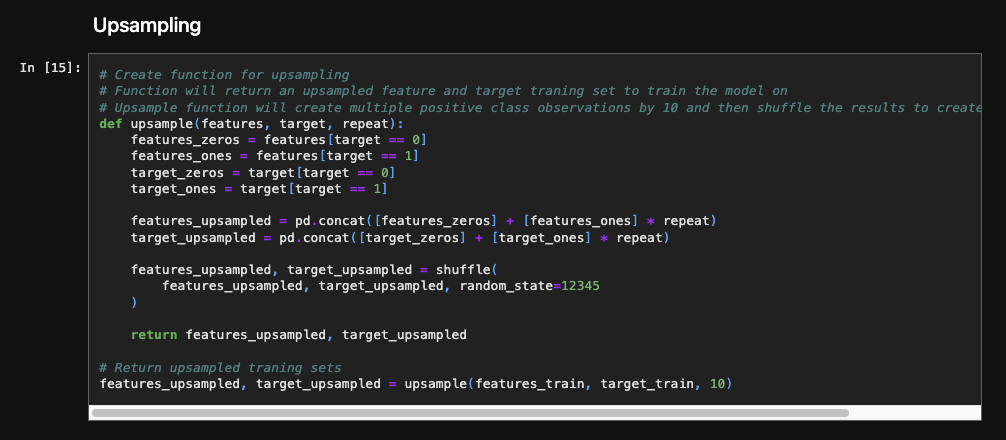 Upsampling
In [15]:
# Create function for upsampling
# Function will return an upsampled feature and target traning set to train the model on
# Upsample function will create multiple positive class observations by 10 and then shuffle the results to create
def upsample(features, target, repeat):
    features_zeros = features[target == 0]
    features_ones = features[target == 1]
    target_zeros = target[target == 0]
    target_ones = target[target == 1]

    features_upsampled = pd.concat([features_zeros] + [features_ones] * repeat)
    target_upsampled = pd.concat([target_zeros] + [target_ones] * repeat)

    features_upsampled, target_upsampled = shuffle(
        features_upsampled, target_upsampled, random_state=12345
    )

    return features_upsampled, target_upsampled

# Return upsampled traning sets
features_upsampled, target_upsampled = upsample(features_train, target_train, 10)